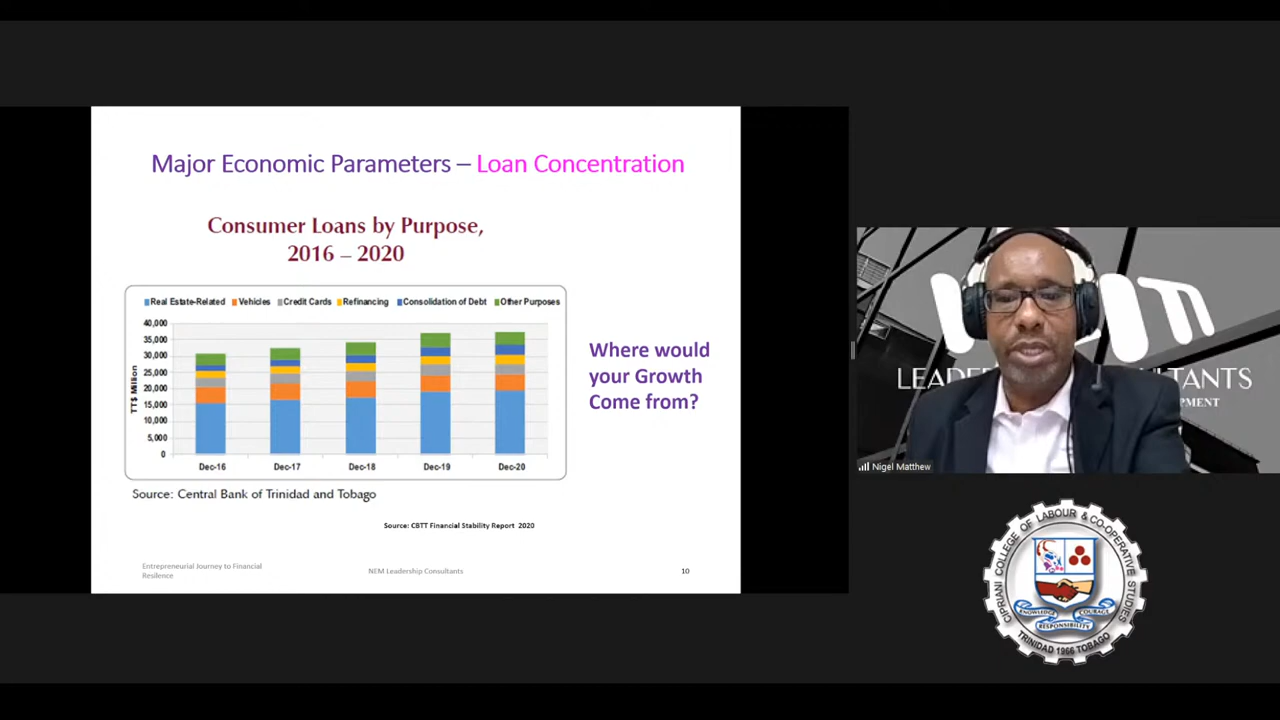 Major Economic Parameters – Loan Concentration
Consumer Loans by Purpose,
2016 – 2020
Real Estate-Related Vehicles Credit Cards Refinancing Consolidation of Debt Other Purposes
TT$ Million
40,000
35,000
30,000
25,000
20,000
15,000
10,000
5,000
0
Dec-16 Dec-17 Dec-18 Dec-19 Dec-20
Source: Central Bank of Trinidad and Tobago
Source: CBTT Financial Stability Report 2020
Where would
your Growth
Come from?
Entrepreneurial Journey to Financial
Resilence
NEM Leadership Consultants
10
Nigel Matthew
CIPRIANI COLLEGE OF LABOUR & CO-OPERATIVE STUDIES
KNOWLEDGE COURAGE
RESPONSIBILITY
TRINIDAD 1966 TOBAGO